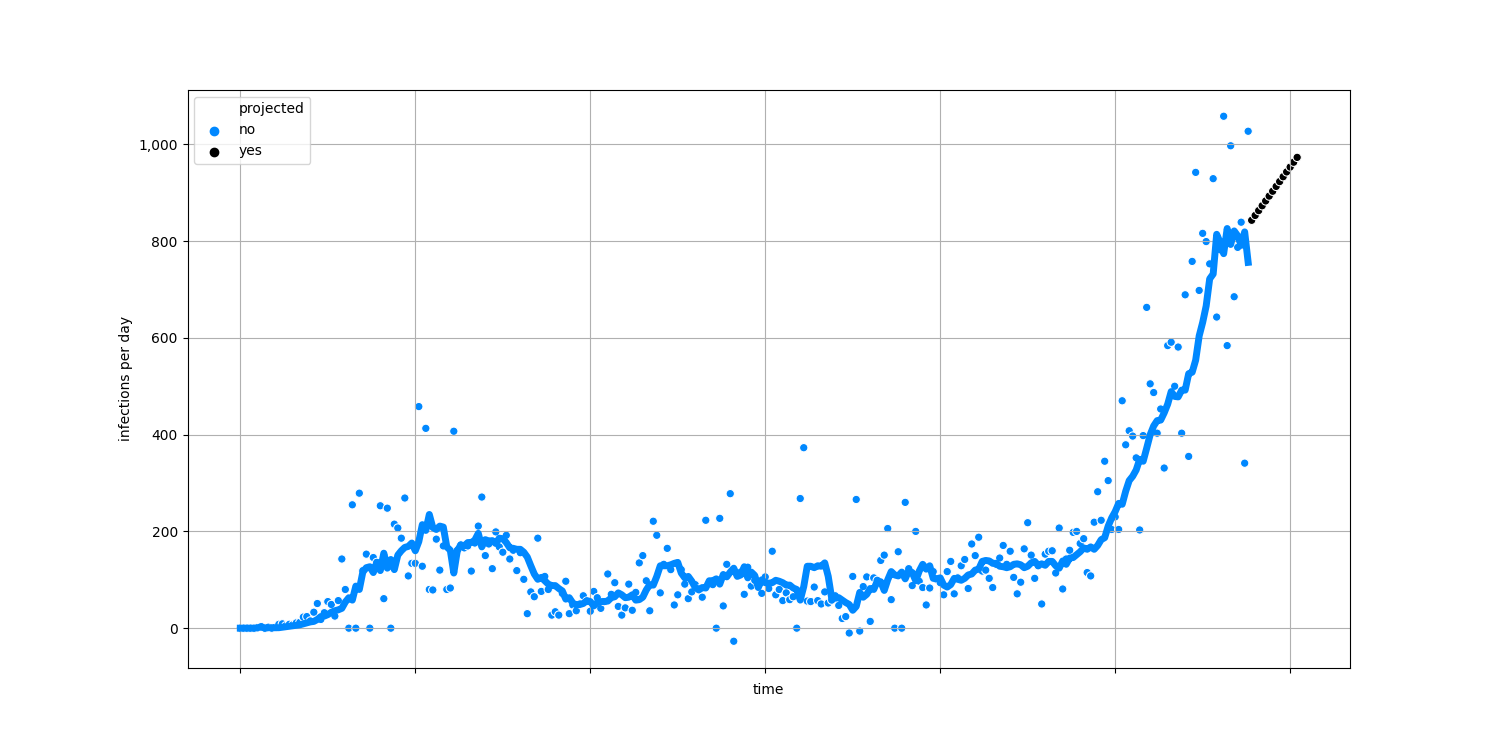 projected
no
yes
1,000
800
600
400
200
0
infections per day
time